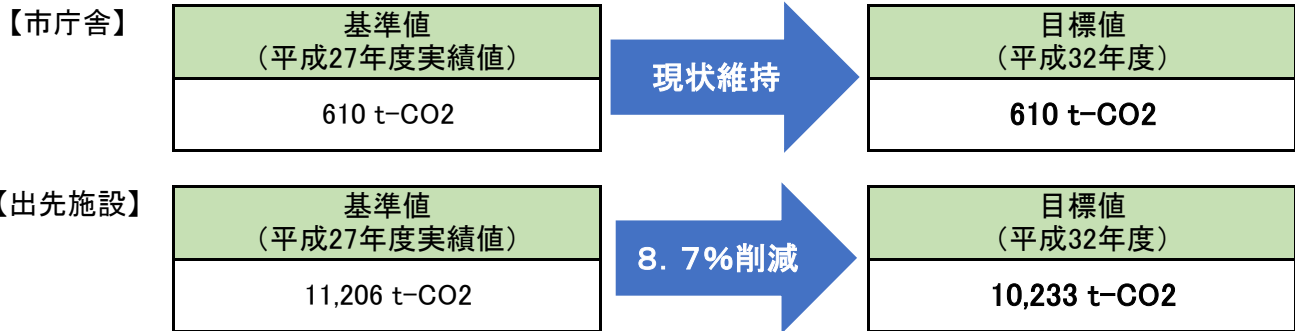 【市庁舎】
基準値
（平成27年度実績値）
610 t-CO2
現状維持
目標値
（平成32年度）
610 t-CO2
【出先施設】
基準値
（平成27年度実績値）
11,206 t-CO2
８．７％削減
目標値
（平成32年度）
10,233 t-CO2